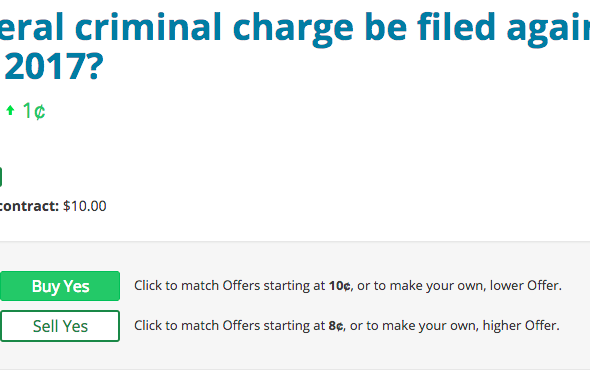 eral criminal charge be filed again
2017?
1¢
contract: $10.00
Buy Yes
Click to match Offers starting at 10¢, or to make your own, lower Offer.
Sell Yes
Click to match Offers starting at 8¢, or to make your own, higher Offer.